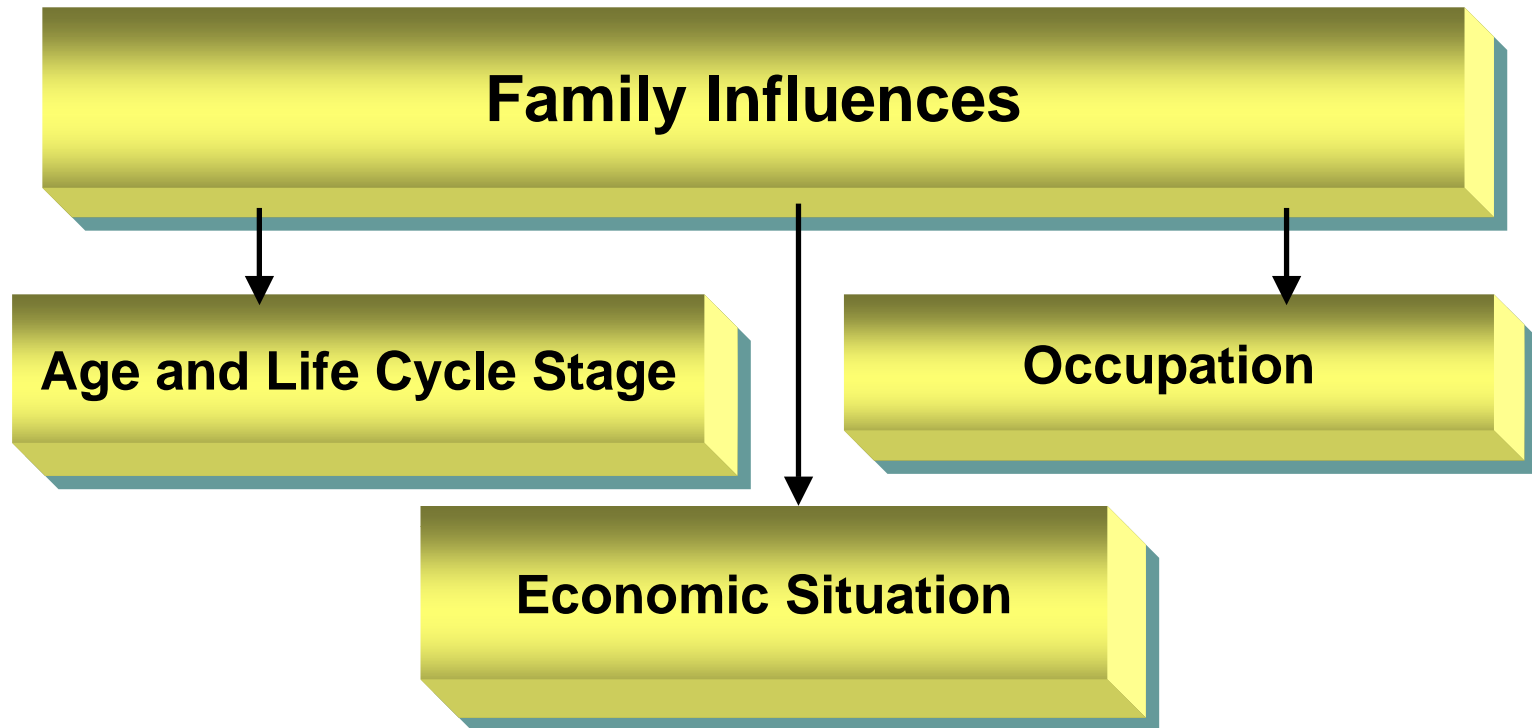 Family Influences
Age and Life Cycle Stage
Occupation
Economic Situation